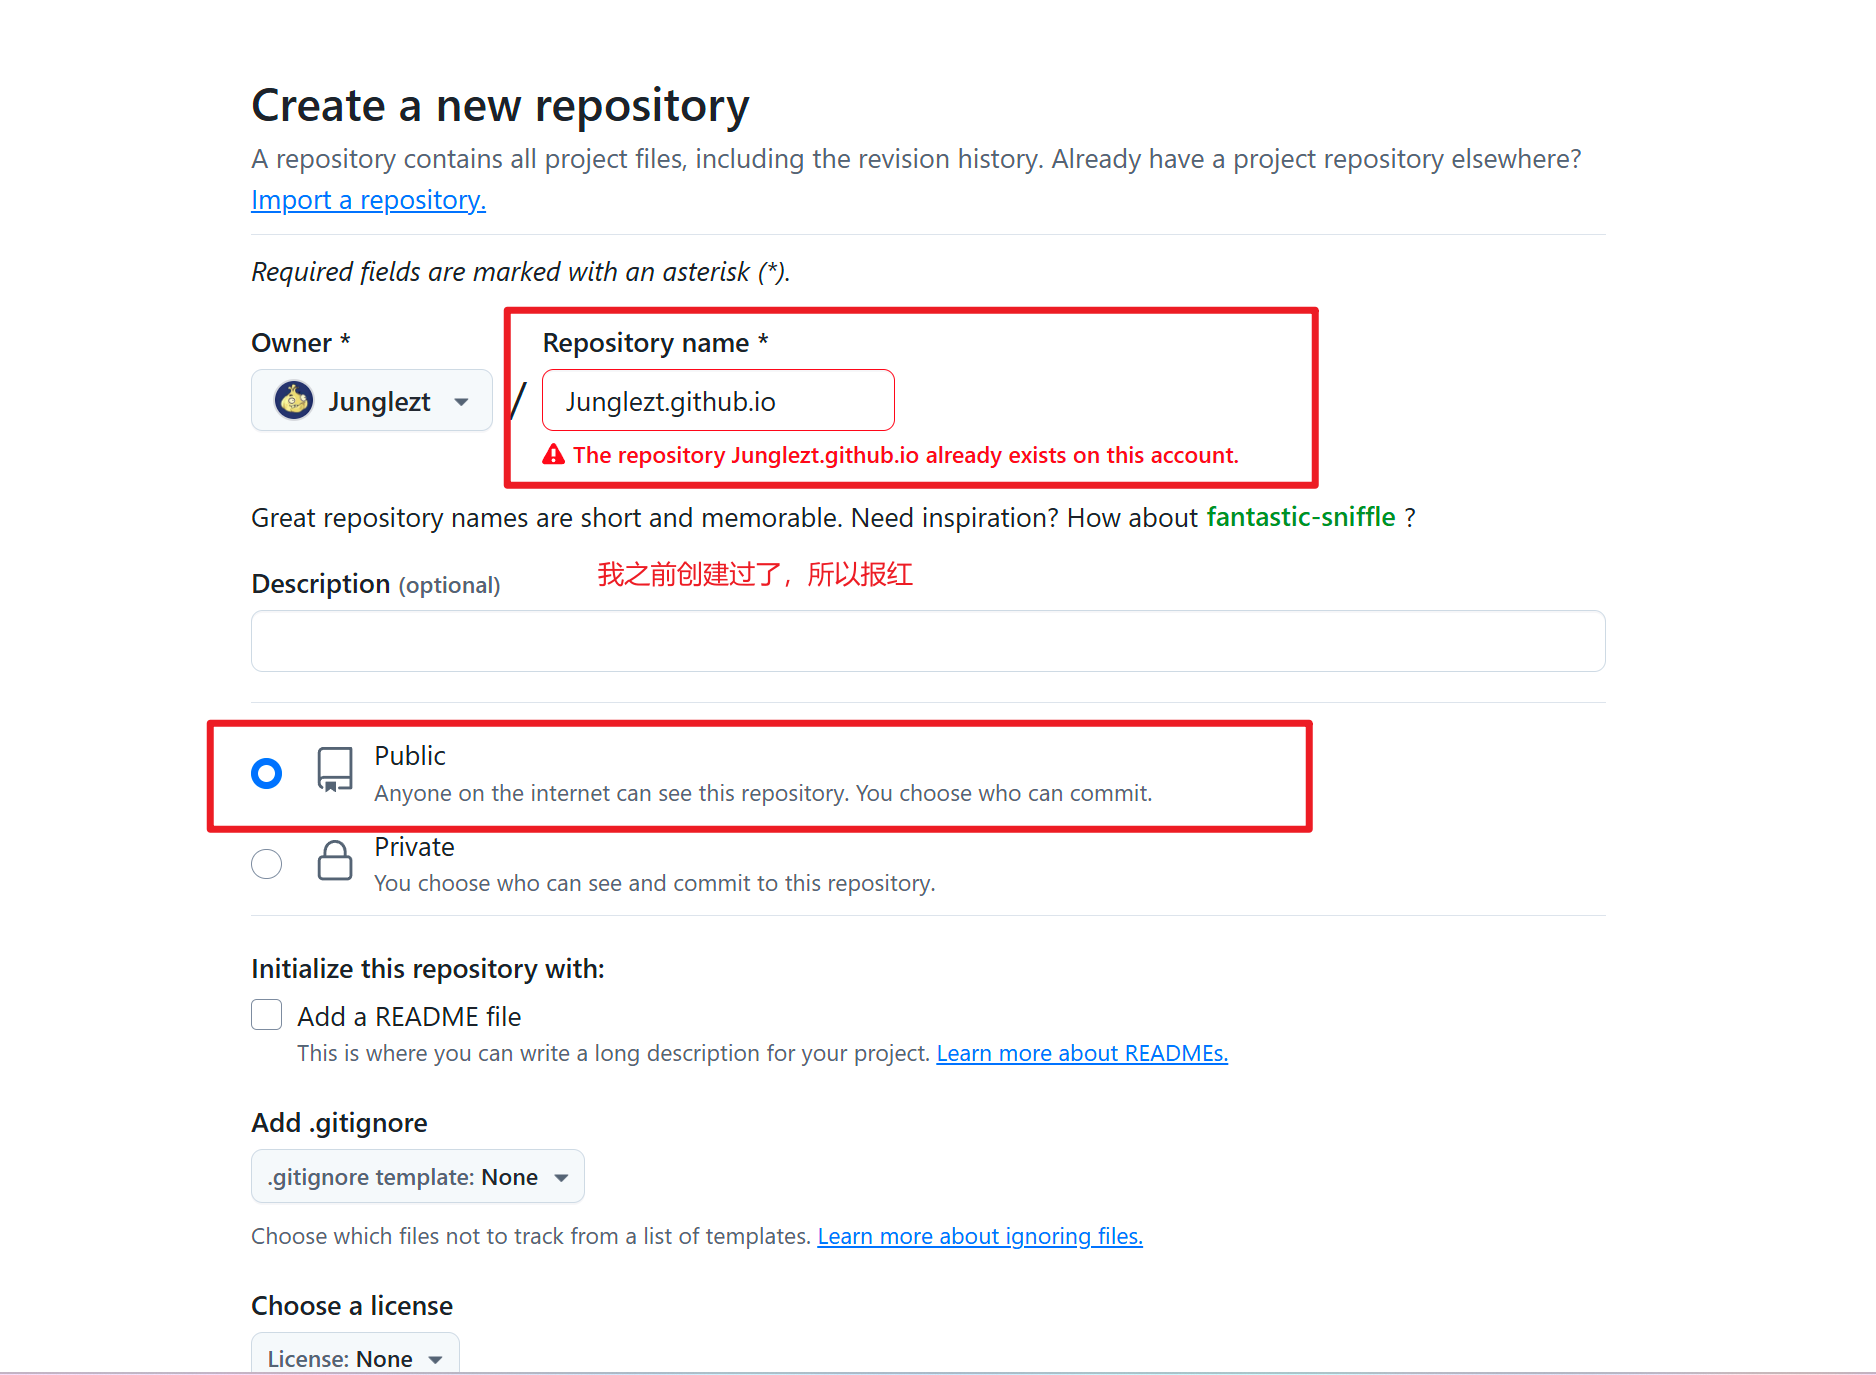 Create a new repository
A repository contains all project files, including the revision history. Already have a project repository elsewhere?
Import a repository.
Required fields are marked with an asterisk (*).
Owner *
Repository name *
Junglezt
/
Junglezt.github.io
The repository Junglezt.github.io already exists on this account.
Great repository names are short and memorable. Need inspiration? How about fantastic-sniffle ?
我之前创建过了，所以报红
Description (optional)
Public
Anyone on the internet can see this repository. You choose who can commit.
Private
You choose who can see and commit to this repository.
Initialize this repository with:
Add a README file
This is where you can write a long description for your project. Learn more about READMEs.
Add .gitignore
.gitignore template: None
Choose which files not to track from a list of templates. Learn more about ignoring files.
Choose a license
License: None